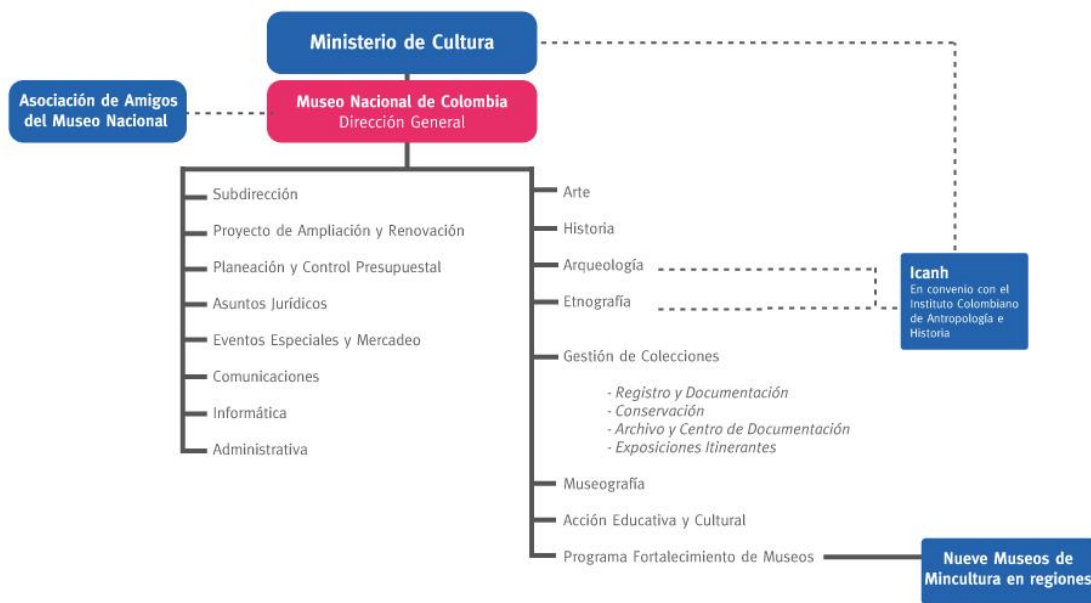 Ministerio de Cultura
Asociación de Amigos
del Museo Nacional
Museo Nacional de Colombia
Dirección General
Subdirección
Proyecto de Ampliación y Renovación
Planeación y Control Presupuestal
Asuntos Jurídicos
Eventos Especiales y Mercadeo
Comunicaciones
Informática
Administrativa
Arte
Historia
Arqueología
Etnografía
Icanh
En convenio con el
Instituto Colombiano
de Antropología e
Historia
Gestión de Colecciones
- Registro y Documentación
- Conservación
- Archivo y Centro de Documentación
- Exposiciones Itinerantes
Museografía
Acción Educativa y Cultural
Programa Fortalecimiento de Museos
Nueve Museos de
Mincultura en regiones